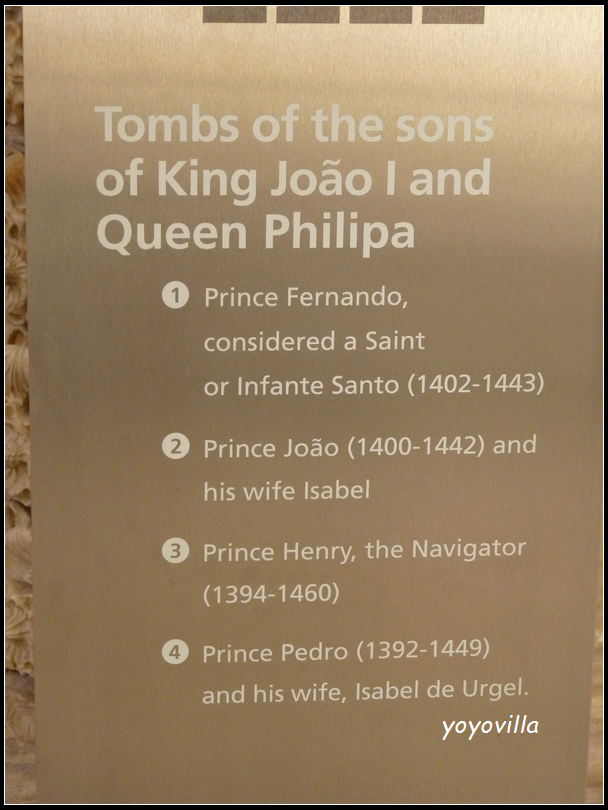 Tombs of the sons
of King João I and
Queen Philipa
1 Prince Fernando,
considered a Saint
or Infante Santo (1402-1443)
2 Prince João (1400-1442) and
his wife Isabel
3 Prince Henry, the Navigator
(1394-1460)
4 Prince Pedro (1392-1449)
and his wife, Isabel de Urgel.
yoyovilla